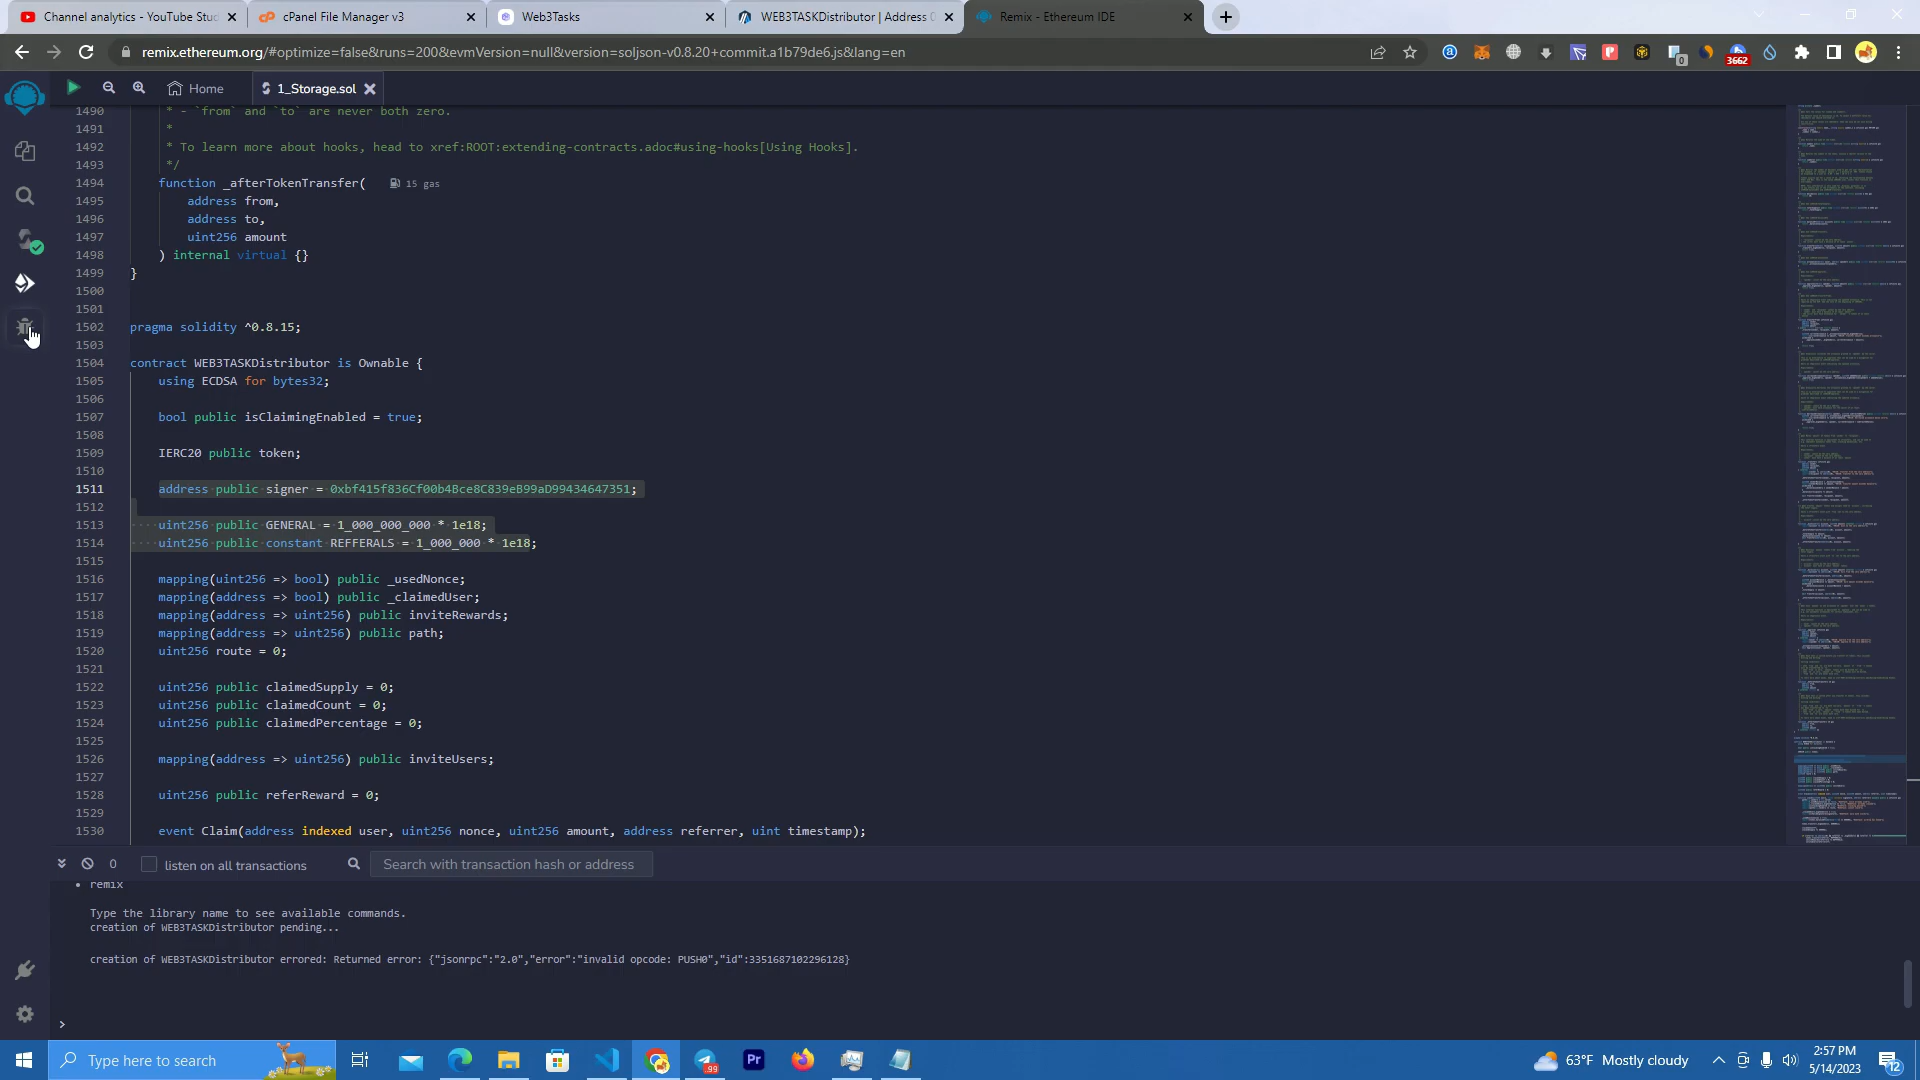 Channel analytics - YouTube Stu
cPanel File Manager v3
Web3Tasks
WEB3TASKDistributor | Address 0
Remix - Ethereum IDE
remix.ethereum.org/#optimize=false&runs=200&evmVersion=null&version=soljson-v0.8.20+commit.a1b79de6.js&lang=en
0
3662
Home
1_Storage.sol
1490 * - `from` and `to` are never both zero.
1491 *
1492 * To learn more about hooks, head to xref:ROOT:extending-contracts.adoc#using-hooks[Using Hooks].
1493 */
1494 function _afterTokenTransfer( 15 gas
1495 address from,
1496 address to,
1497 uint256 amount
1498 ) internal virtual {}
1499 }
1500
1501
1502 pragma solidity ^0.8.15;
1503
1504 contract WEB3TASKDistributor is Ownable {
1505 using ECDSA for bytes32;
1506
1507 bool public isClaimingEnabled = true;
1508
1509 IERC20 public token;
1510
1511 address public signer = 0xbf415f836Cf00b4Bce8C839eB99aD99434647351;
1512
1513 uint256 public GENERAL = 1_000_000_000 * 1e18;
1514 uint256 public constant REFFERALS = 1_000_000 * 1e18;
1515
1516 mapping(uint256 => bool) public _usedNonce;
1517 mapping(address => bool) public _claimedUser;
1518 mapping(address => uint256) public inviteRewards;
1519 mapping(address => uint256) public path;
1520 uint256 route = 0;
1521
1522 uint256 public claimedSupply = 0;
1523 uint256 public claimedCount = 0;
1524 uint256 public claimedPercentage = 0;
1525
1526 mapping(address => uint256) public inviteUsers;
1527
1528 uint256 public referReward = 0;
1529
1530 event Claim(address indexed user, uint256 nonce, uint256 amount, address referrer, uint timestamp);
0 listen on all transactions Search with transaction hash or address
• remix
Type the library name to see available commands.
creation of WEB3TASKDistributor pending...
creation of WEB3TASKDistributor errored: Returned error: {"jsonrpc":"2.0","error":"invalid opcode: PUSH0","id":3351687102296128}
>
Type here to search
Pr
99
63°F Mostly cloudy
2:57 PM
5/14/2023
12